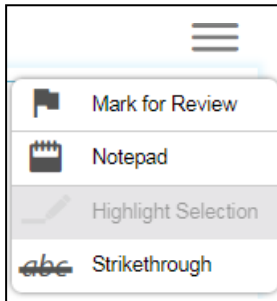 Mark for Review
Notepad
Highlight Selection
abc Strikethrough